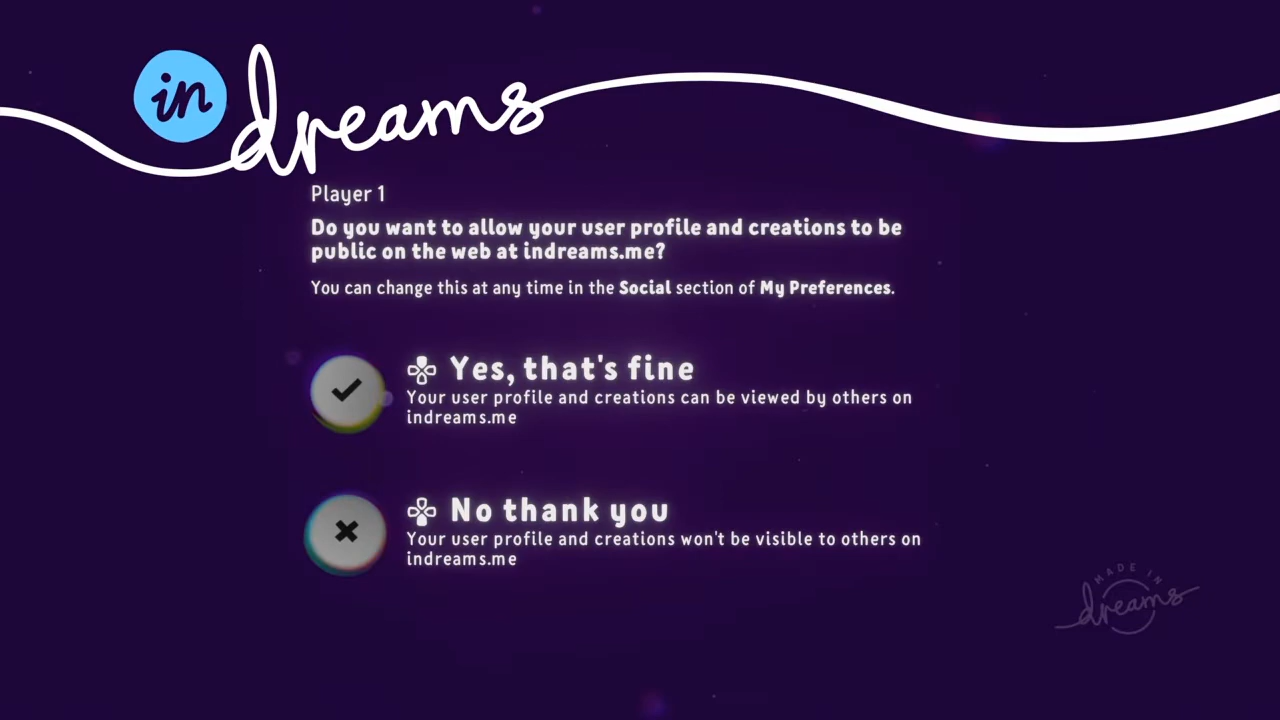 in dreams
Player 1
Do you want to allow your user profile and creations to be
public on the web at indreams.me?
You can change this at any time in the Social section of My Preferences.
Yes, that's fine
Your user profile and creations can be viewed by others on
indreams.me
No thank you
Your user profile and creations won't be visible to others on
indreams.me
MADE IN
dreams